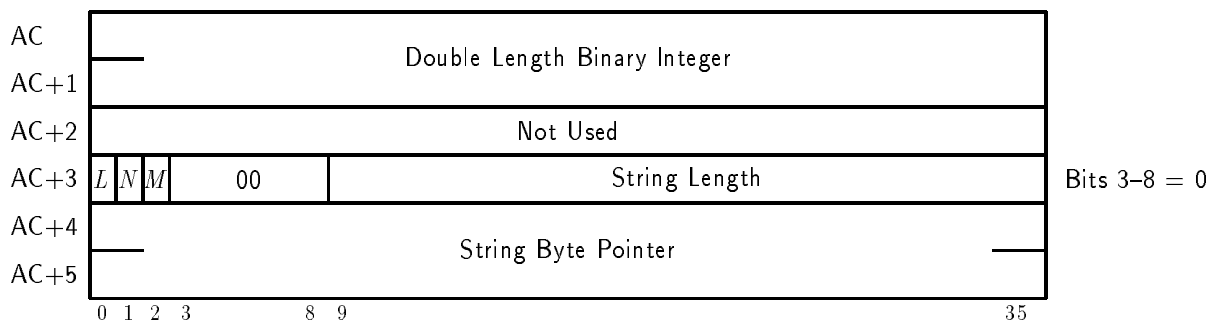 AC
Double Length Binary Integer
AC+1
AC+2 Not Used
AC+3 L N M 00 String Length Bits 3–8 = 0
AC+4
String Byte Pointer
AC+5
0 1 2 3 8 9 35